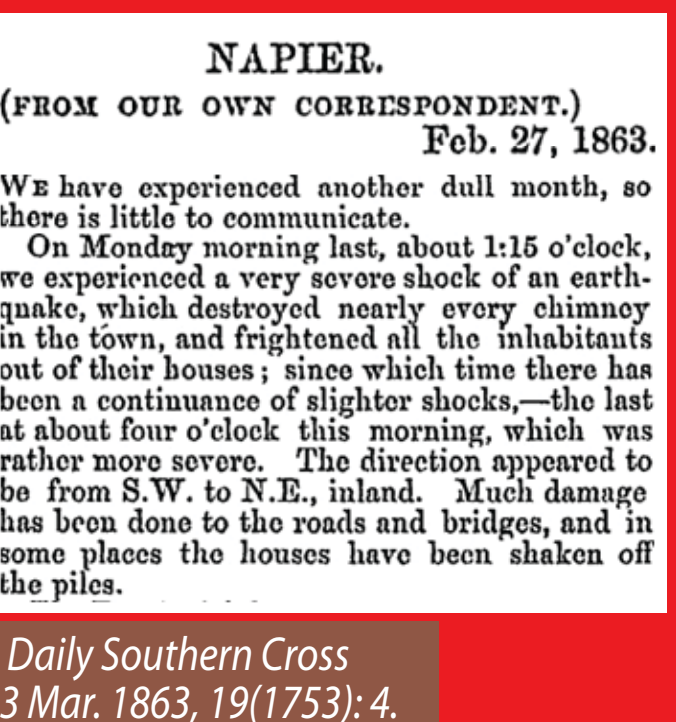 NAPIER.
(FROM OUR OWN CORRESPONDENT.)
Feb. 27, 1863.
WE have experienced another dull month, so
there is little to communicate.
On Monday morning last, about 1:15 o'clock,
we experienced a very severe shock of an earth-
quake, which destroyed nearly every chimney
in the town, and frightened all the inhabitants
out of their houses; since which time there has
been a continuance of slighter shocks,—the last
at about four o'clock this morning, which was
rather more severe. The direction appeared to
be from S.W. to N.E., inland. Much damage
has been done to the roads and bridges, and in
some places the houses have been shaken off
the piles.
Daily Southern Cross
3 Mar. 1863, 19(1753): 4.